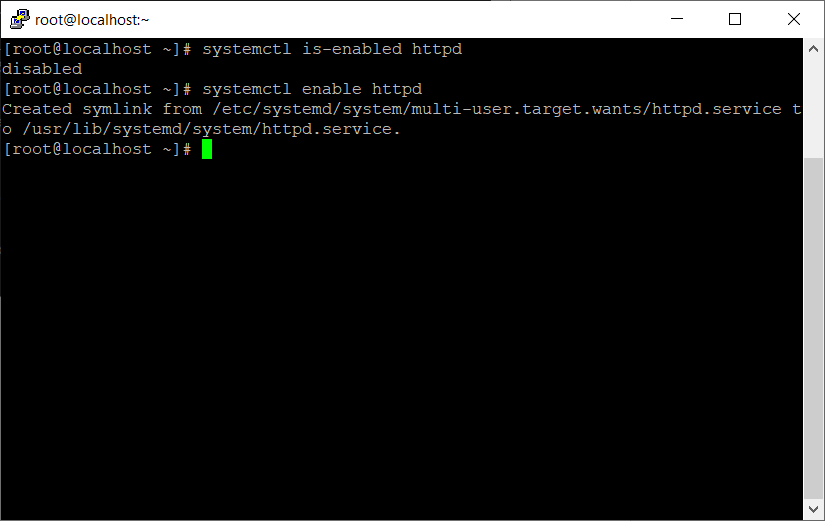 root@localhost:~
[root@localhost ~]# systemctl is-enabled httpd
disabled
[root@localhost ~]# systemctl enable httpd
Created symlink from /etc/systemd/system/multi-user.target.wants/httpd.service t
o /usr/lib/systemd/system/httpd.service.
[root@localhost ~]#